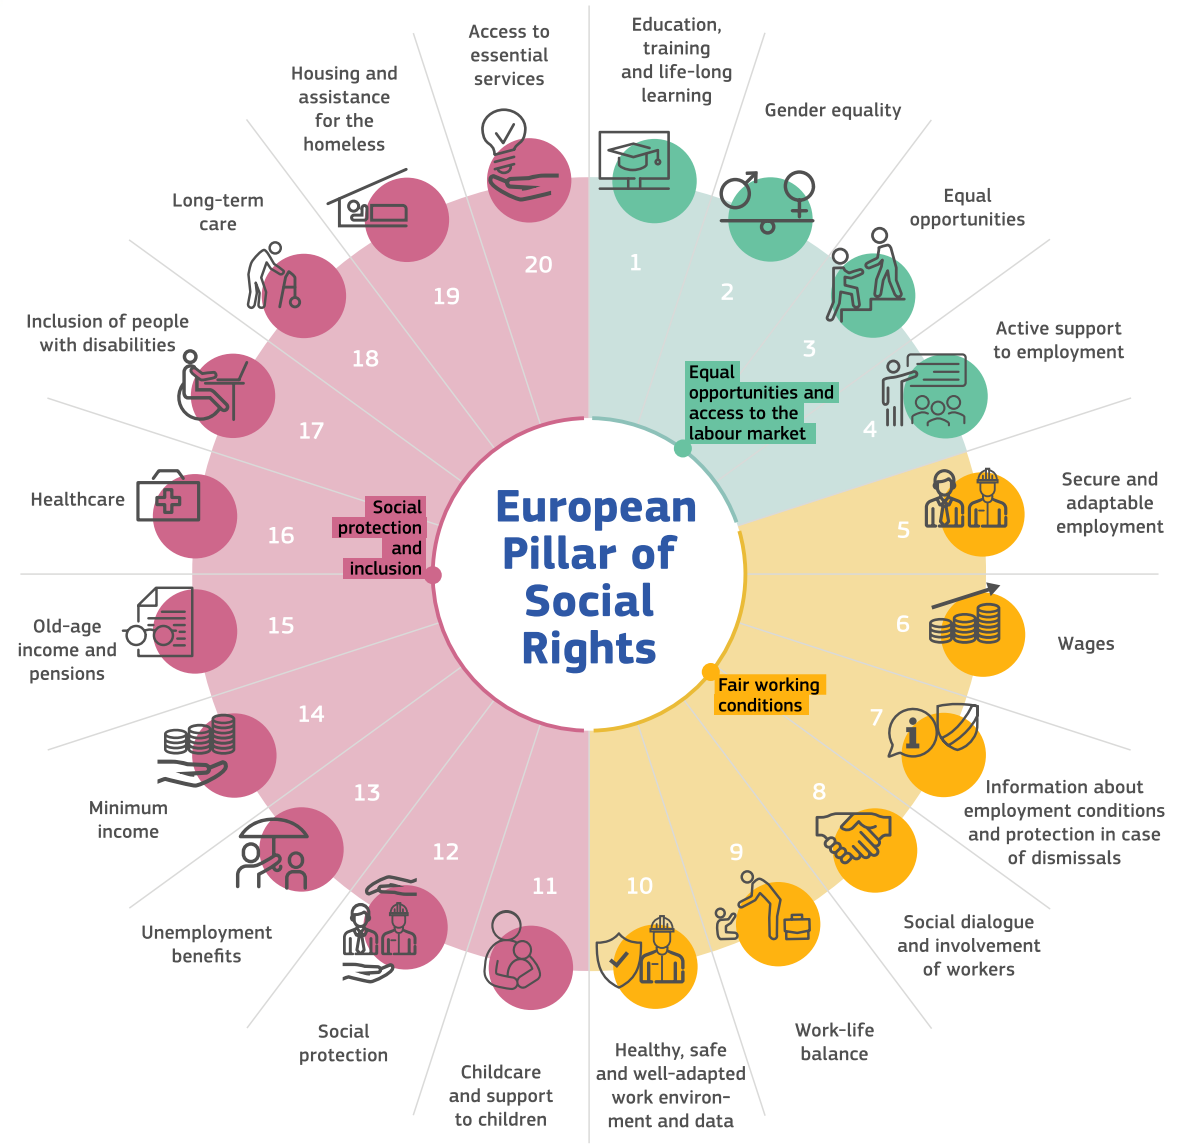 European
Pillar of
Social
Rights
Equal
opportunities and
access to the
labour market
1
Education,
training
and life-long
learning
2
Gender equality
3
Equal
opportunities
4
Active support
to employment
Fair working
conditions
5
Secure and
adaptable
employment
6
Wages
7
Information about
employment conditions
and protection in case
of dismissals
8
Social dialogue
and involvement
of workers
9
Work-life
balance
10
Healthy, safe
and well-adapted
work environ-
ment and data
Social
protection
and
inclusion
11
Childcare
and support
to children
12
Social
protection
13
Unemployment
benefits
14
Minimum
income
15
Old-age
income and
pensions
16
Healthcare
17
Inclusion of people
with disabilities
18
Long-term
care
19
Housing and
assistance
for the
homeless
20
Access to
essential
services